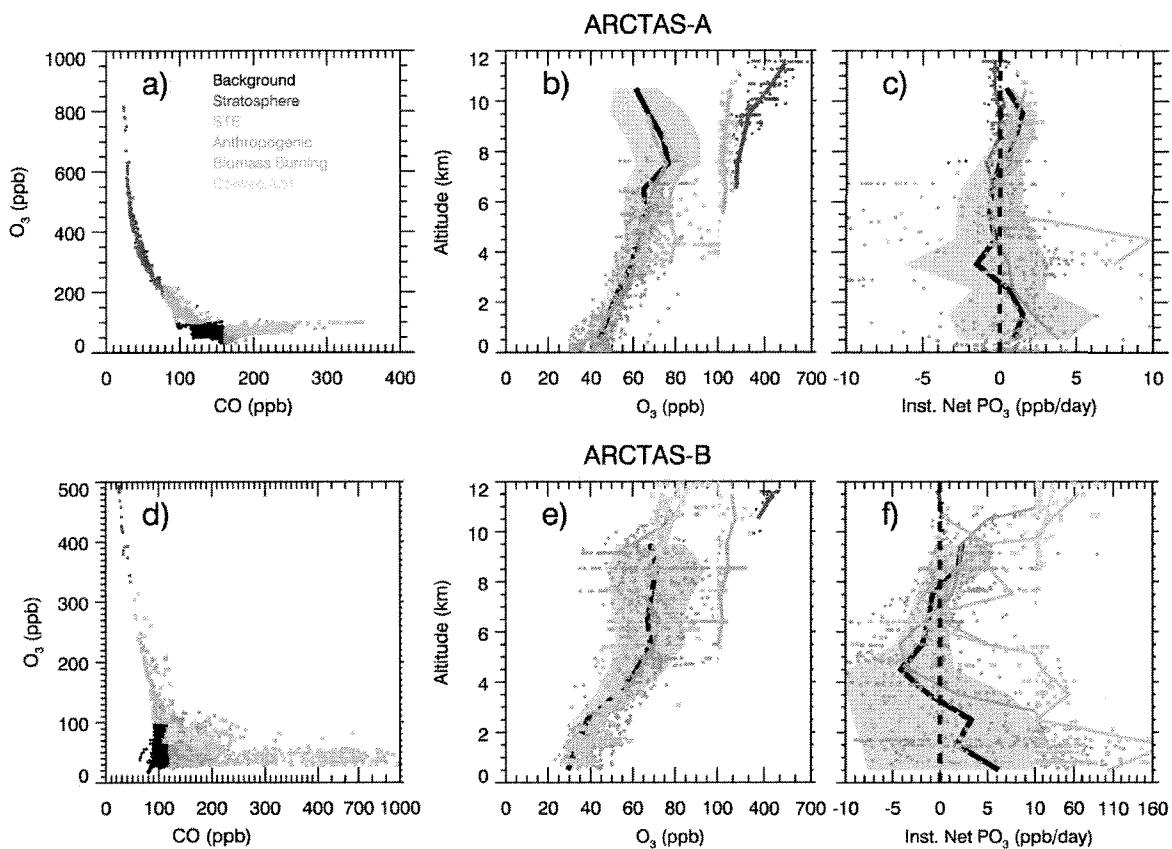 ARCTAS-A
a)
Background
Stratosphere
STE
Anthropogenic
Biomass Burning
O3 (ppb)
1000
800
600
400
200
0
0 100 200 300 400
CO (ppb)
b)
Altitude (km)
12
10
8
6
4
2
0
0 20 40 60 80 100 400 700
O3 (ppb)
c)
-10 -5 0 5 10
Inst. Net PO3 (ppb/day)
ARCTAS-B
d)
O3 (ppb)
500
400
300
200
100
0
0 100 200 300 400 700 1000
CO (ppb)
e)
Altitude (km)
12
10
8
6
4
2
0
0 20 40 60 80 100 400 700
O3 (ppb)
f)
-10 0 5 10 60 110 160
Inst. Net PO3 (ppb/day)